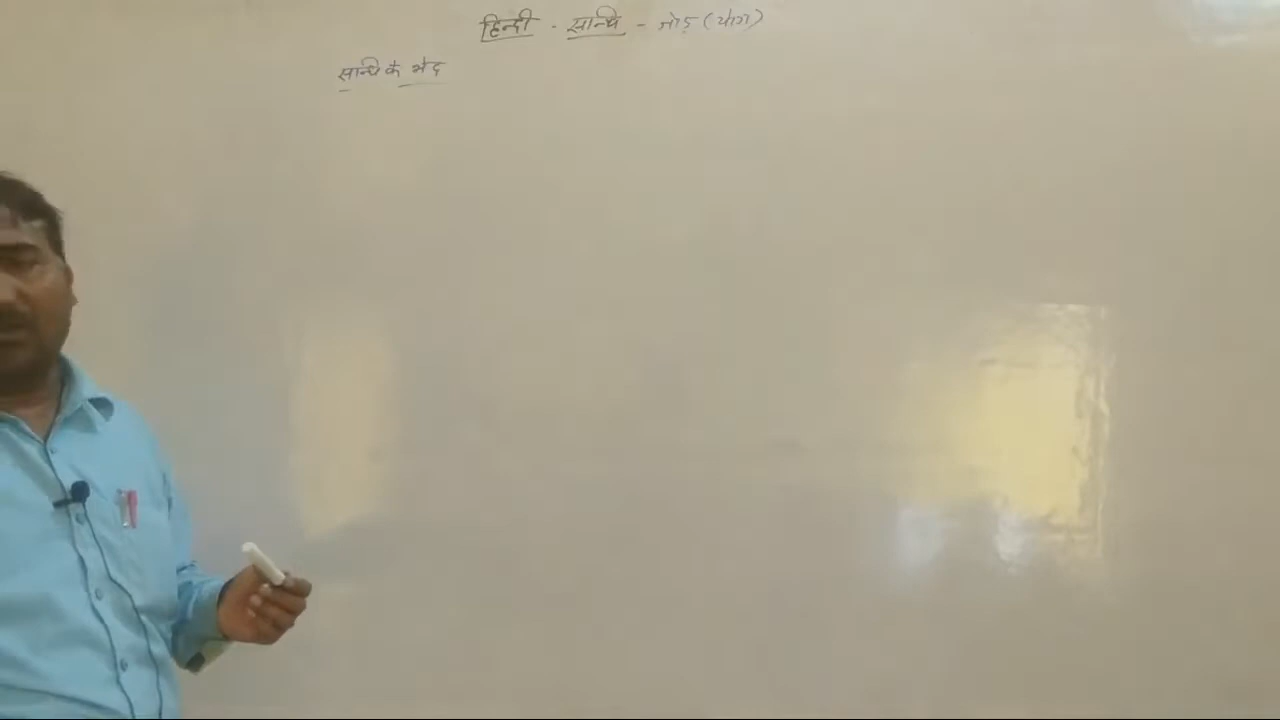 हिन्दी - सन्धि - जोड़ (योग)
सन्धि के भेद